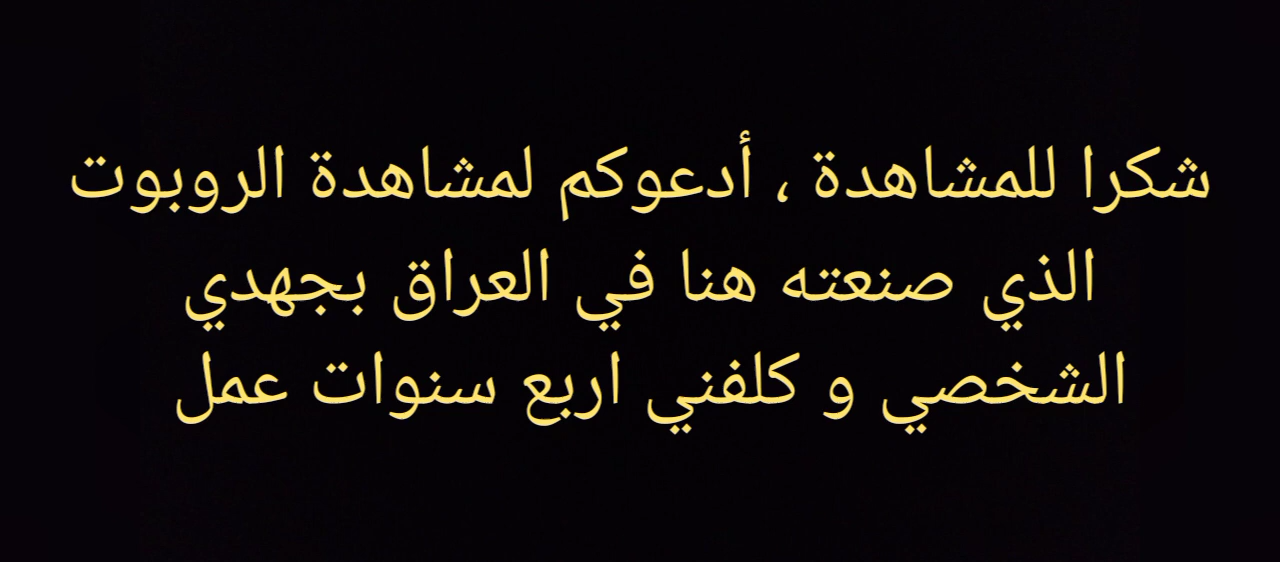 شكرا للمشاهدة ، أدعوكم لمشاهدة الروبوت
الذي صنعته هنا في العراق بجهدي
الشخصي و كلفني اربع سنوات عمل